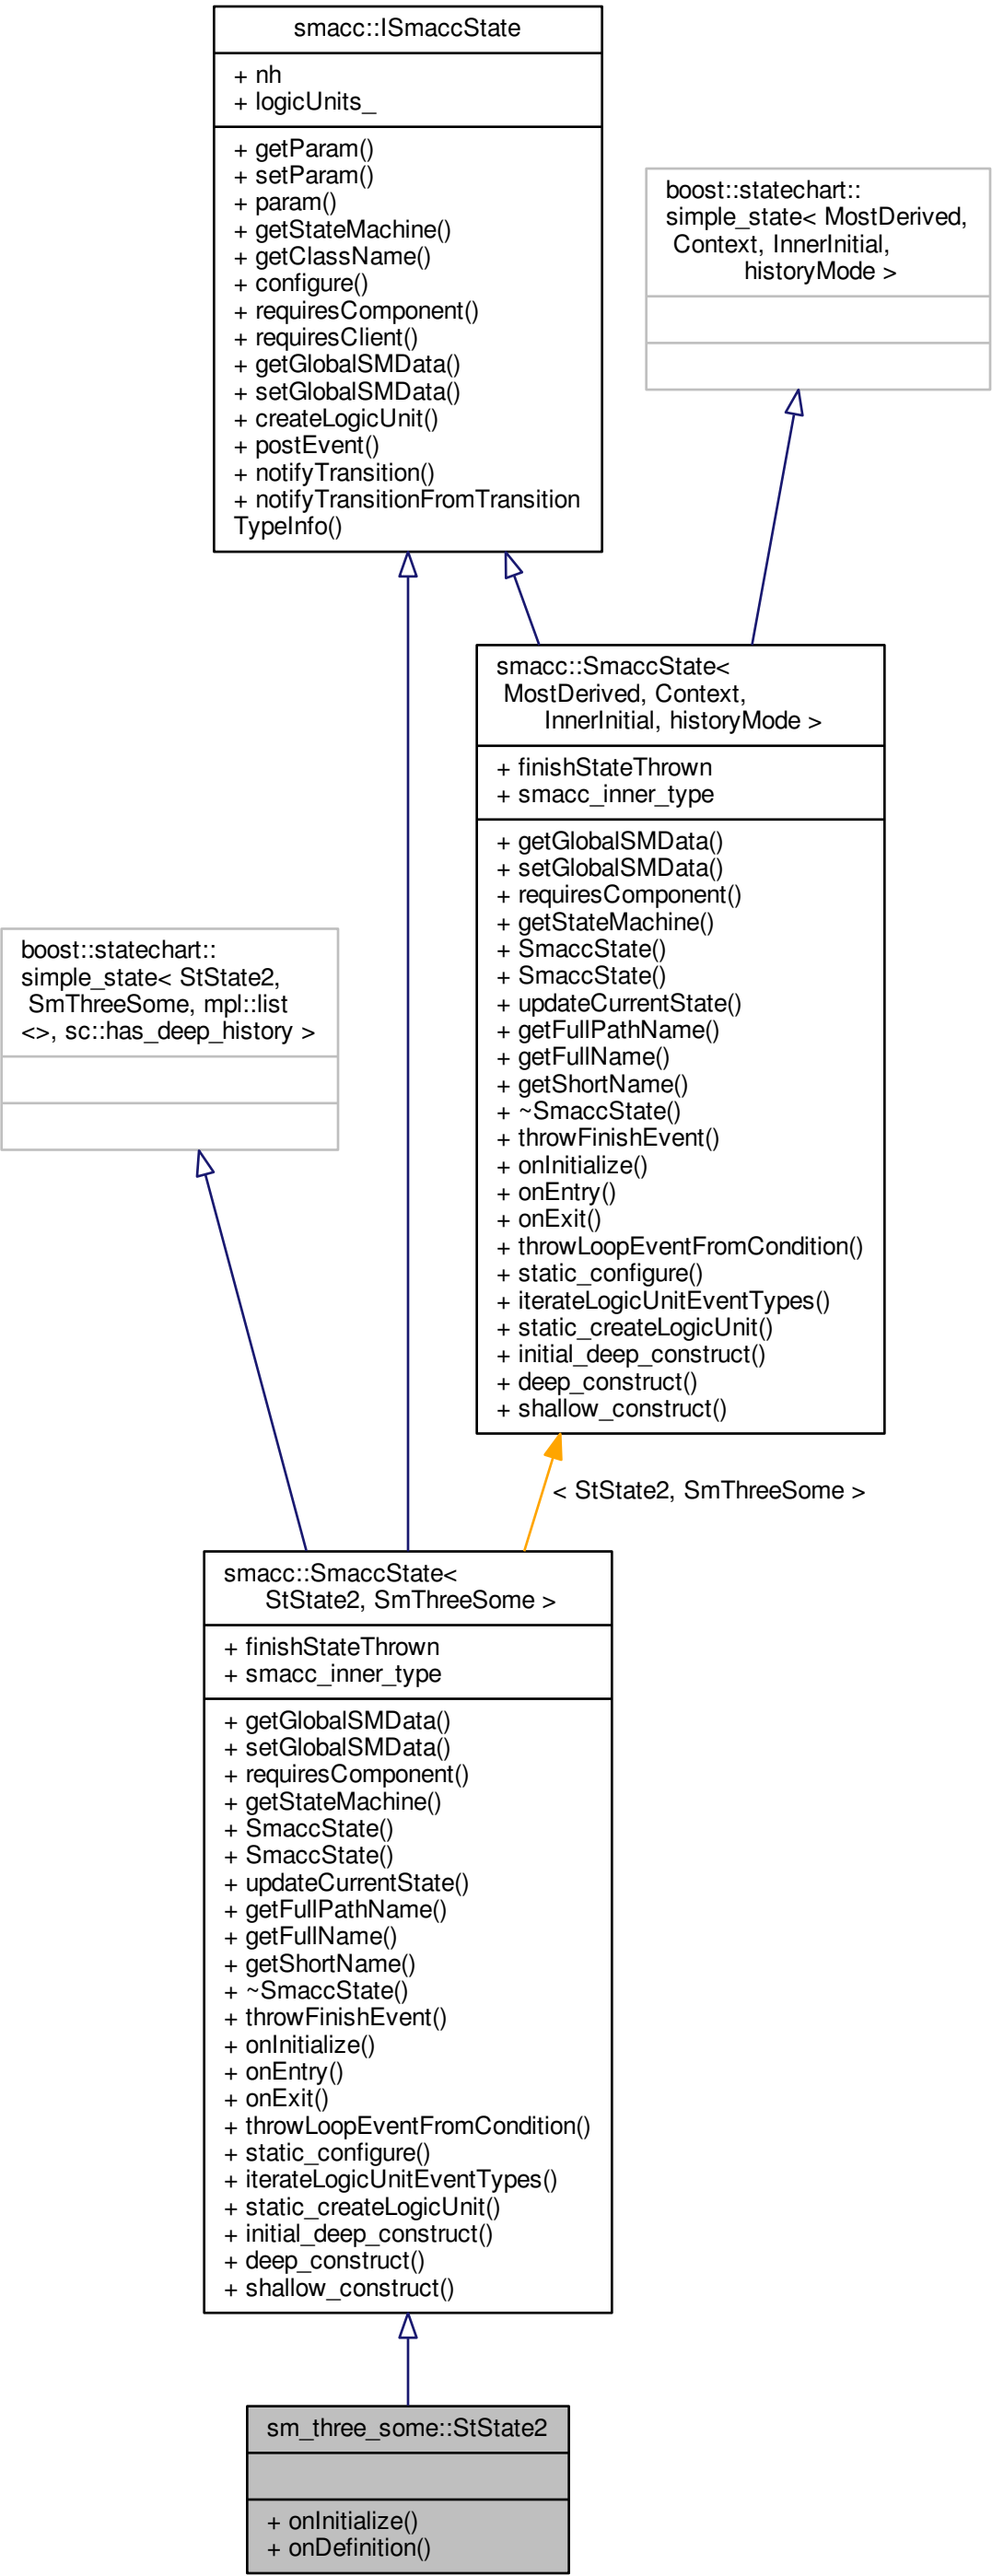 smacc::ISmaccState
+ nh
+ logicUnits_
+ getParam()
+ setParam()
+ param()
+ getStateMachine()
+ getClassName()
+ configure()
+ requiresComponent()
+ requiresClient()
+ getGlobalSMData()
+ setGlobalSMData()
+ createLogicUnit()
+ postEvent()
+ notifyTransition()
+ notifyTransitionFromTransition
TypeInfo()
boost::statechart::
simple_state< MostDerived,
Context, InnerInitial,
historyMode >
smacc::SmaccState<
MostDerived, Context,
InnerInitial, historyMode >
+ finishStateThrown
+ smacc_inner_type
+ getGlobalSMData()
+ setGlobalSMData()
+ requiresComponent()
+ getStateMachine()
+ SmaccState()
+ SmaccState()
+ updateCurrentState()
+ getFullPathName()
+ getFullName()
+ getShortName()
+ ~SmaccState()
+ throwFinishEvent()
+ onInitialize()
+ onEntry()
+ onExit()
+ throwLoopEventFromCondition()
+ static_configure()
+ iterateLogicUnitEventTypes()
+ static_createLogicUnit()
+ initial_deep_construct()
+ deep_construct()
+ shallow_construct()
boost::statechart::
simple_state< StState2,
SmThreeSome, mpl::list
<>, sc::has_deep_history >
< StState2, SmThreeSome >
smacc::SmaccState<
StState2, SmThreeSome >
+ finishStateThrown
+ smacc_inner_type
+ getGlobalSMData()
+ setGlobalSMData()
+ requiresComponent()
+ getStateMachine()
+ SmaccState()
+ SmaccState()
+ updateCurrentState()
+ getFullPathName()
+ getFullName()
+ getShortName()
+ ~SmaccState()
+ throwFinishEvent()
+ onInitialize()
+ onEntry()
+ onExit()
+ throwLoopEventFromCondition()
+ static_configure()
+ iterateLogicUnitEventTypes()
+ static_createLogicUnit()
+ initial_deep_construct()
+ deep_construct()
+ shallow_construct()
sm_three_some::StState2
+ onInitialize()
+ onDefinition()